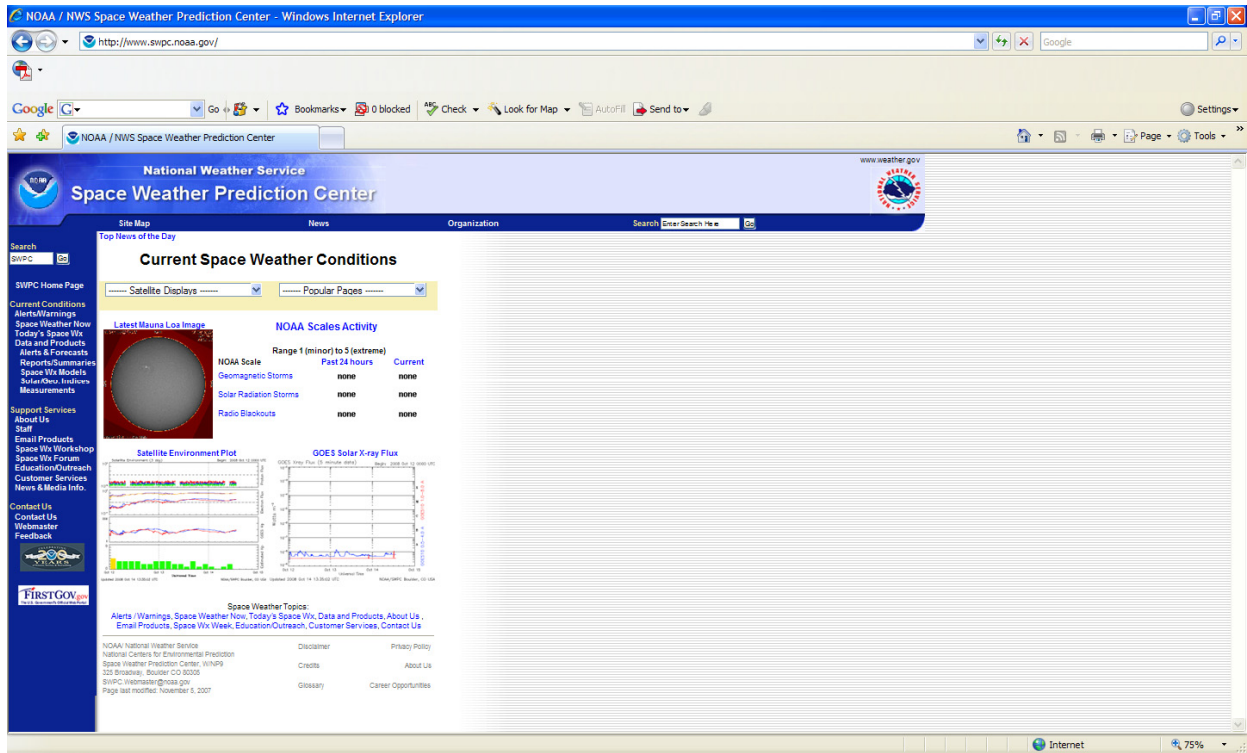 NOAA / NWS Space Weather Prediction Center - Windows Internet Explorer
http://www.swpc.noaa.gov/
Google
Google G Go Bookmarks 0 blocked ABC Check Look for Map AutoFill Send to Settings
NOAA / NWS Space Weather Prediction Center
Page Tools »
National Weather Service
www.weather.gov
Space Weather Prediction Center
Site Map News Organization Search Enter Search Here Go
Top News of the Day
Search
SWPC Go
SWPC Home Page
Current Conditions
Alerts/Warnings
Space Weather Now
Today's Space Wx
Data and Products
Alerts & Forecasts
Reports/Summaries
Space Wx Models
Solar/Geo. Indices
Measurements
Support Services
About Us
Staff
Email Products
Space Wx Workshop
Space Wx Forum
Education/Outreach
Customer Services
News & Media Info.
Contact Us
Contact Us
Webmaster
Feedback
200
YEARS
FIRSTGOV.gov
Current Space Weather Conditions
------- Satellite Displays -------
------- Popular Pages -------
Latest Mauna Loa Image
NOAA Scales Activity
Range 1 (minor) to 5 (extreme)
NOAA Scale Past 24 hours Current
Geomagnetic Storms none none
Solar Radiation Storms none none
Radio Blackouts none none
Satellite Environment Plot
GOES Solar X-ray Flux
Universal Time
Universal Time
Space Weather Topics:
Alerts / Warnings, Space Weather Now, Today's Space Wx, Data and Products, About Us ,
Email Products, Space Wx Week, Education/Outreach, Customer Services, Contact Us
NOAA/ National Weather Service
National Centers for Environmental Prediction
Space Weather Prediction Center, W/NP9
325 Broadway, Boulder CO 80305
SWPC.Webmaster@noaa.gov
Page last modified: November 5, 2007
Disclaimer Privacy Policy
Credits About Us
Glossary Career Opportunities
Internet
75%